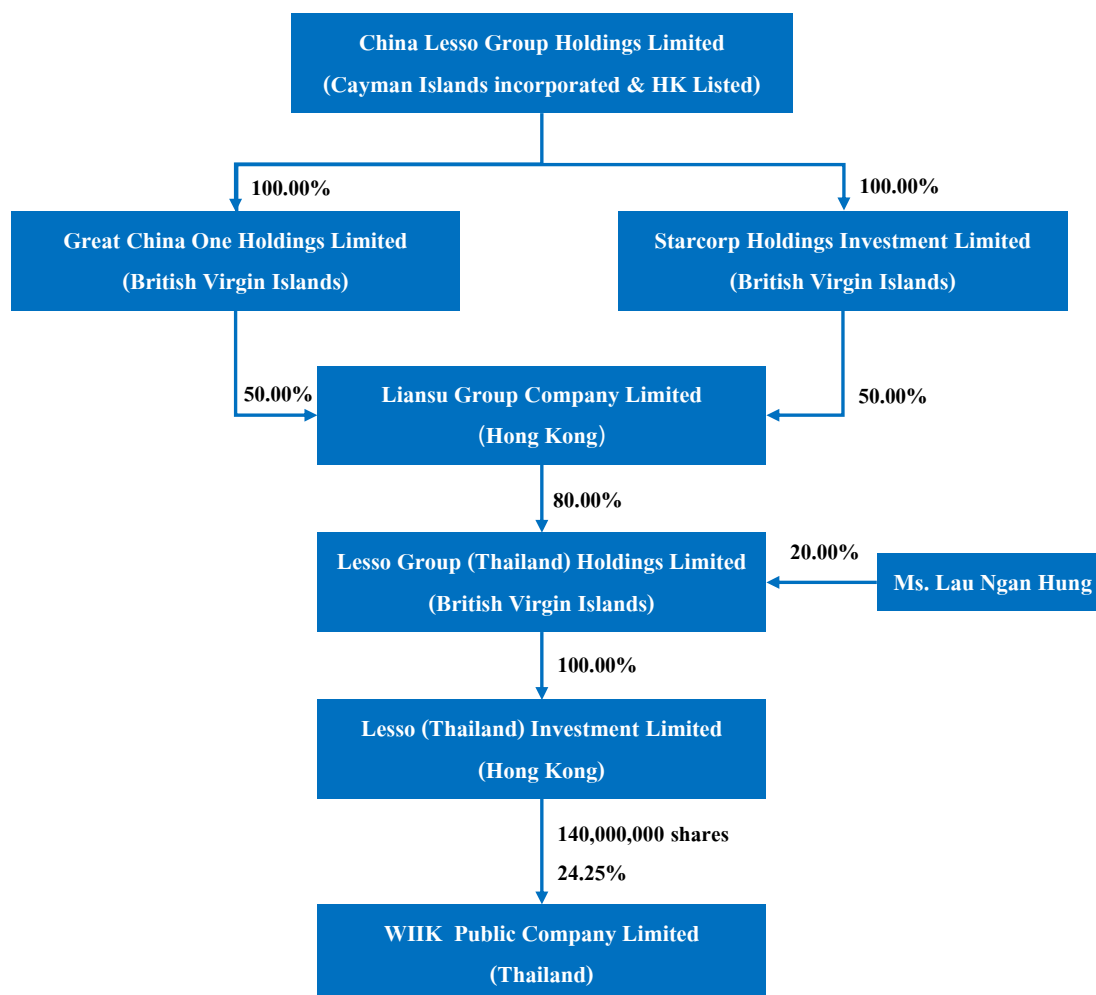 China Lesso Group Holdings Limited
(Cayman Islands incorporated & HK Listed)
100.00%
100.00%
Great China One Holdings Limited
(British Virgin Islands)
Starcorp Holdings Investment Limited
(British Virgin Islands)
50.00%
Liansu Group Company Limited
(Hong Kong)
50.00%
80.00%
Lesso Group (Thailand) Holdings Limited
(British Virgin Islands)
20.00%
Ms. Lau Ngan Hung
100.00%
Lesso (Thailand) Investment Limited
(Hong Kong)
140,000,000 shares
24.25%
WIIK Public Company Limited
(Thailand)